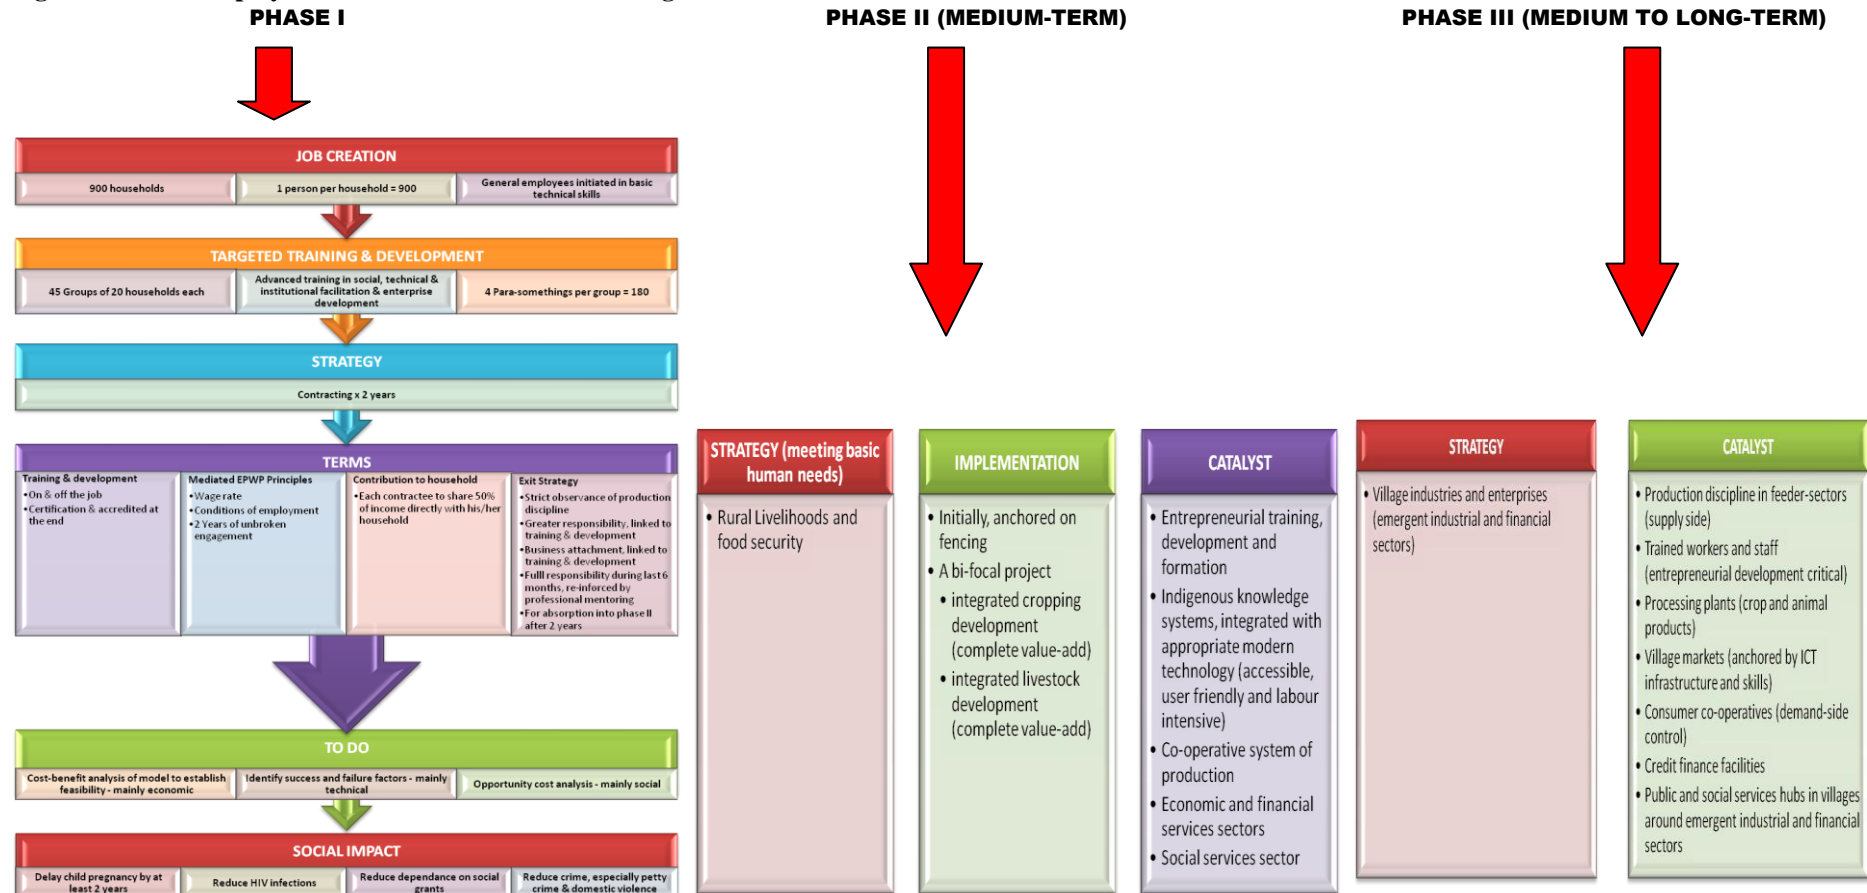 PHASE I
PHASE II (MEDIUM-TERM)
PHASE III (MEDIUM TO LONG-TERM)
JOB CREATION
900 households
1 person per household = 900
General employees initiated in basic
technical skills
TARGETED TRAINING & DEVELOPMENT
45 Groups of 20 households each
Advanced training in social, technical &
institutional facilitation & enterprise
development
4 Para-somethings per group = 180
STRATEGY
Contracting x 2 years
TERMS
Training & development
•On & off the job
•Certification & accredited at
the end
Mediated EPWP Principles
•Wage rate
•Conditions of employment
•2 Years of unbroken
engagement
Contribution to household
•Each contractee to share 50%
of income directly with his/her
household
Exit Strategy
•Strict observance of production
discipline
•Greater responsibility, linked to
training & development
•Business attachment, linked to
training & development
•Fulll responsibility during last 6
months, re-inforced by
professional mentoring
•For absorption into phase II
after 2 years
TO DO
Cost-benefit analysis of model to establish
feasibility - mainly economic
Identify success and failure factors - mainly
technical
Opportunity cost analysis - mainly social
SOCIAL IMPACT
Delay child pregnancy by at
least 2 years
Reduce HIV infections
Reduce dependance on social
grants
Reduce crime, especially petty
crime & domestic violence
STRATEGY (meeting basic
human needs)
• Rural Livelihoods and
food security
IMPLEMENTATION
• Initially, anchored on
fencing
• A bi-focal project
• integrated cropping
development
(complete value-add)
• integrated livestock
development
(complete value-add)
CATALYST
• Entrepreneurial training,
development and
formation
• Indigenous knowledge
systems, integrated with
appropriate modern
technology (accessible,
user friendly and labour
intensive)
• Co-operative system of
production
• Economic and financial
services sectors
• Social services sector
STRATEGY
• Village industries and enterprises
(emergent industrial and financial
sectors)
CATALYST
• Production discipline in feeder-sectors
(supply side)
• Trained workers and staff
(entrepreneurial development critical)
• Processing plants (crop and animal
products)
• Village markets (anchored by ICT
infrastructure and skills)
• Consumer co-operatives (demand-side
control)
• Credit finance facilities
• Public and social services hubs in villages
around emergent industrial and financial
sectors